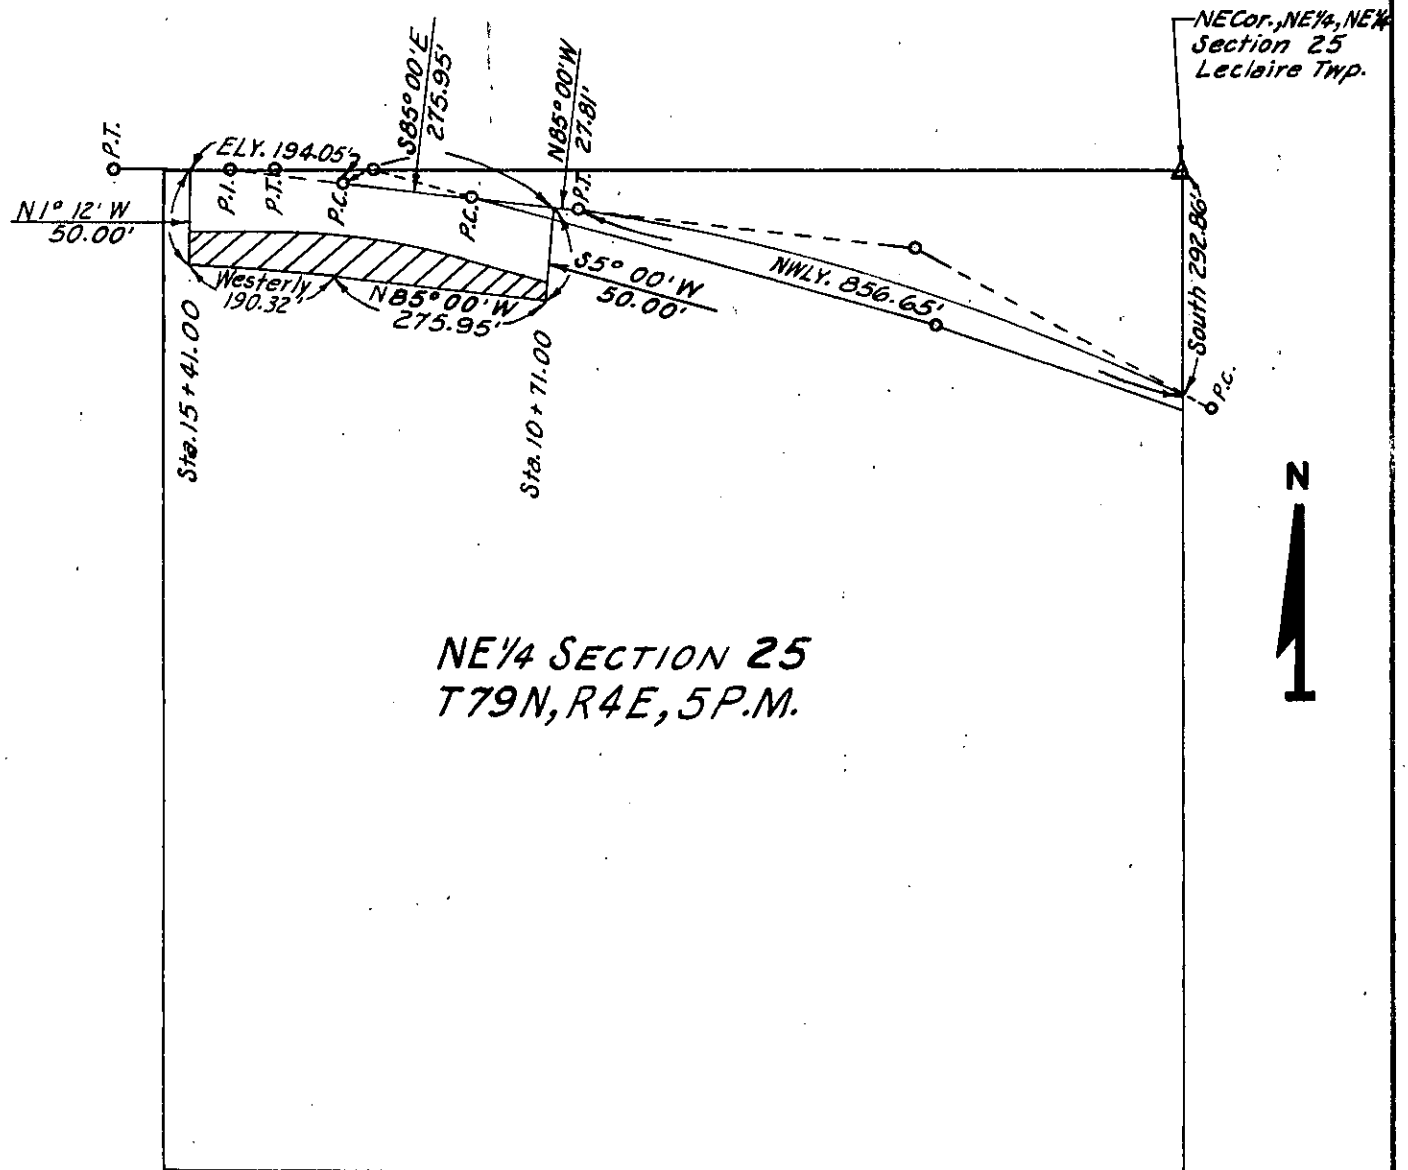 NE Cor., NE¼, NE¼
Section 25
Leclaire Twp.
S85°00'E
275.95'
N85°00'W
27.81'
P.T.
ELY. 194.05'
P.I.
P.T.
P.C.
P.C.
P.T.
N1° 12' W
50.00'
South 292.86'
NWLY. 856.65'
S5° 00' W
50.00'
Westerly
190.32'
N85°00'W
275.95'
P.C.
Sta. 15 + 41.00
Sta. 10 + 71.00
N
NE¼ SECTION 25
T79N, R4E, 5P.M.